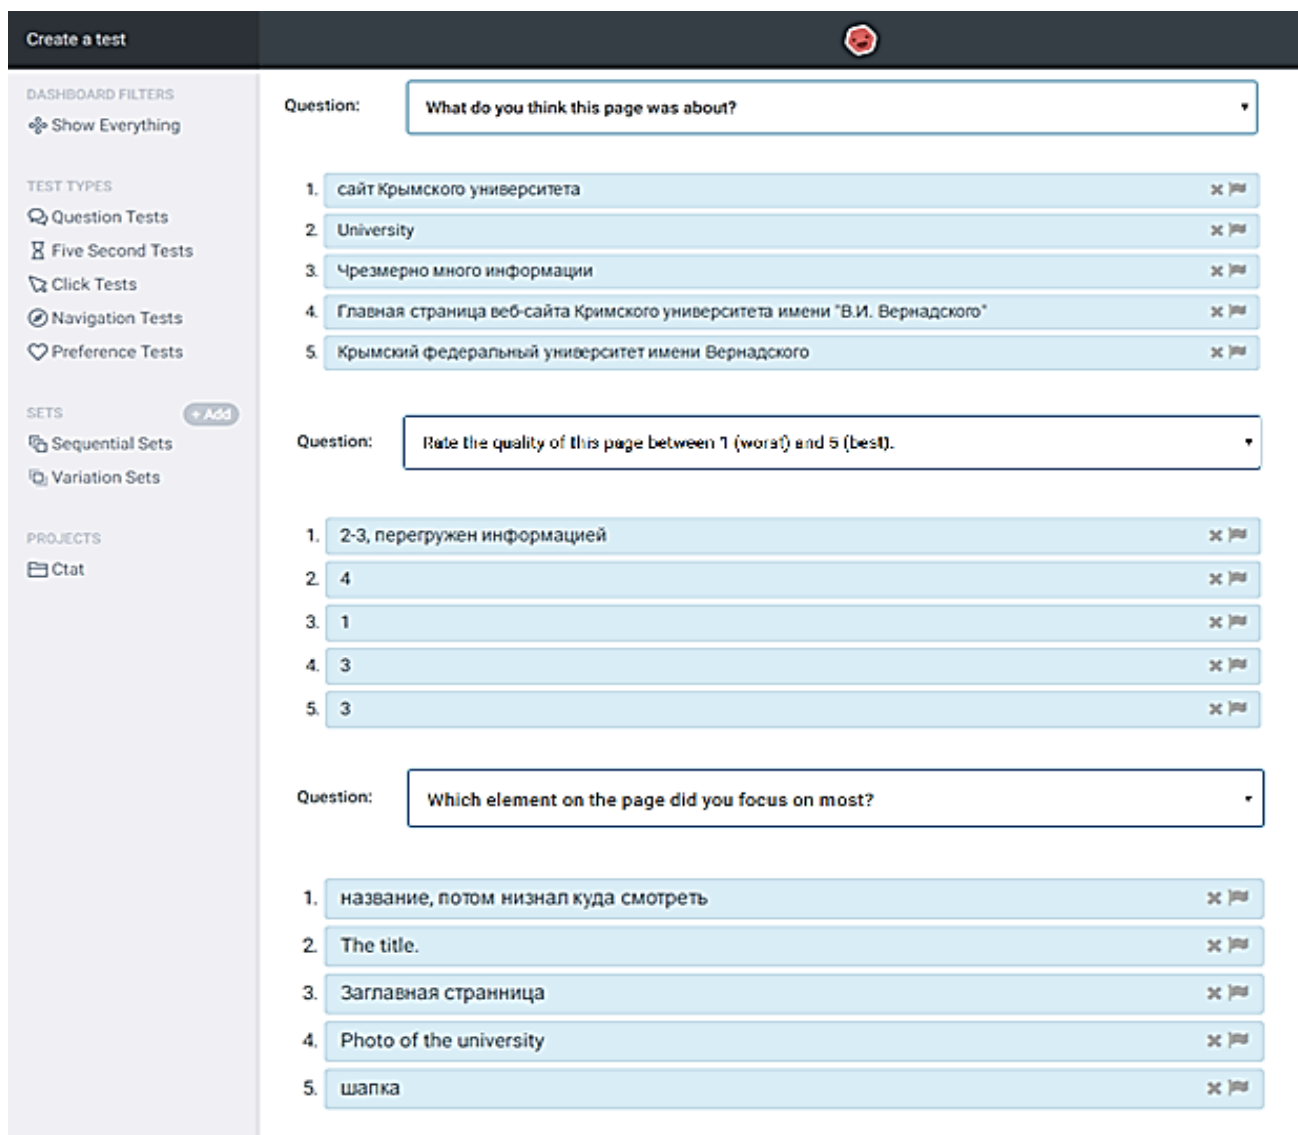 Create a test
DASHBOARD FILTERS
Show Everything
TEST TYPES
Question Tests
Five Second Tests
Click Tests
Navigation Tests
Preference Tests
SETS
+ Add
Sequential Sets
Variation Sets
PROJECTS
Ctat
Question: What do you think this page was about?
1. сайт Крымского университета
2. University
3. Чрезмерно много информации
4. Главная страница веб-сайта Кримского университета имени "В.И. Вернадского"
5. Крымский федеральный университет имени Вернадского
Question: Rate the quality of this page between 1 (worst) and 5 (best).
1. 2-3, перегружен информацией
2. 4
3. 1
4. 3
5. 3
Question: Which element on the page did you focus on most?
1. название, потом низнал куда смотреть
2. The title.
3. Заглавная странница
4. Photo of the university
5. шапка